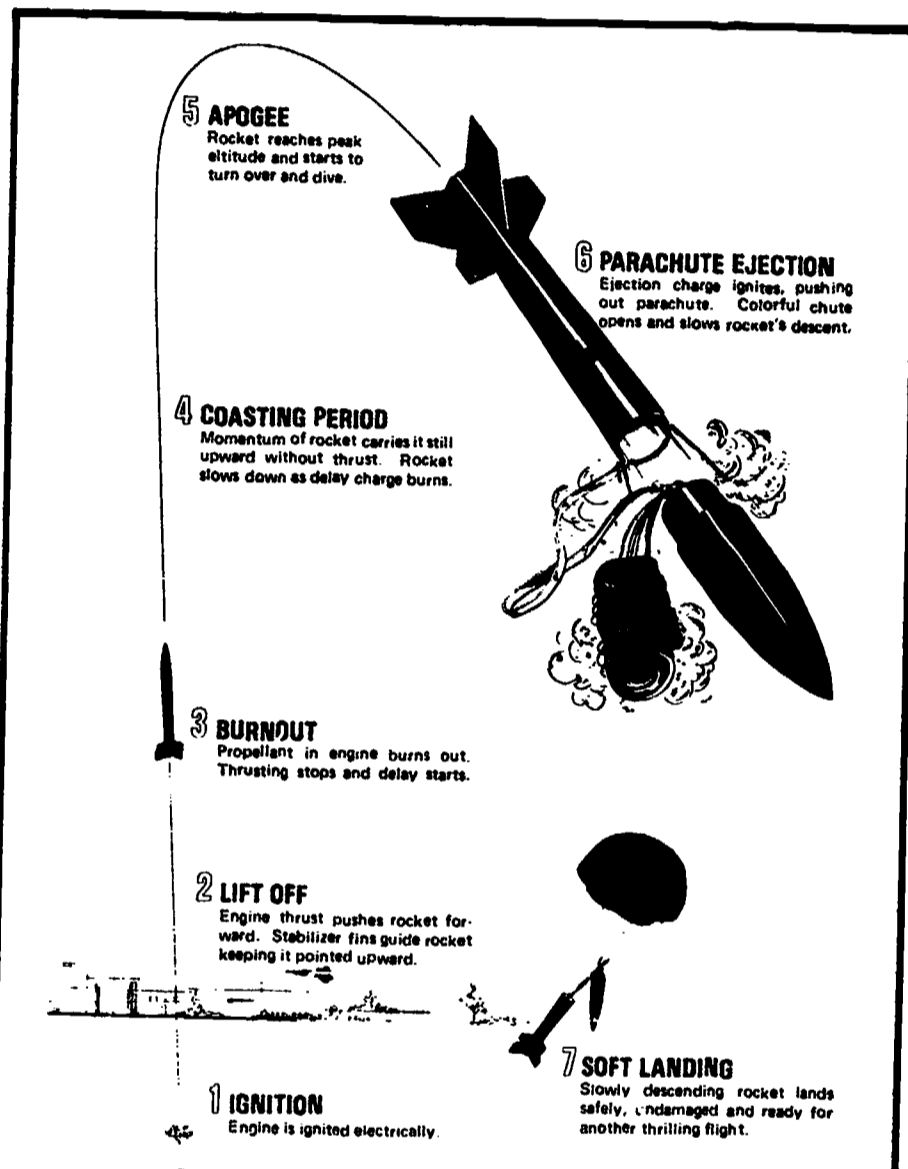 5 APOGEE
Rocket reaches peak
eltitude and starts to
turn over and dive.
6 PARACHUTE EJECTION
Ejection charge ignites, pushing
out parachute. Colorful chute
opens and slows rocket's descent.
4 COASTING PERIOD
Momentum of rocket carries it still
upward without thrust. Rocket
slows down as delay charge burns.
3 BURNOUT
Propellant in engine burns out.
Thrusting stops and delay starts.
2 LIFT OFF
Engine thrust pushes rocket for-
ward. Stabilizer fins guide rocket
keeping it pointed upward.
1 IGNITION
Engine is ignited electrically.
7 SOFT LANDING
Slowly descending rocket lands
safely, undamaged and ready for
another thrilling flight.